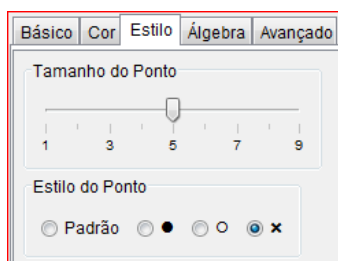 Básico Cor Estilo Álgebra Avançado
Tamanho do Ponto
1 3 5 7 9
Estilo do Ponto
Padrão ● ○ ×